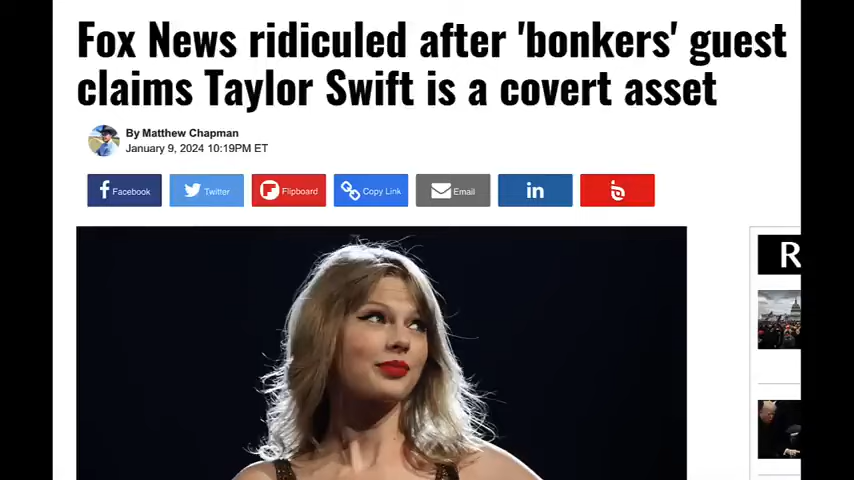 Fox News ridiculed after 'bonkers' guest
claims Taylor Swift is a covert asset
By Matthew Chapman
January 9, 2024 10:19PM ET
Facebook
Twitter
Flipboard
Copy Link
Email
in
R